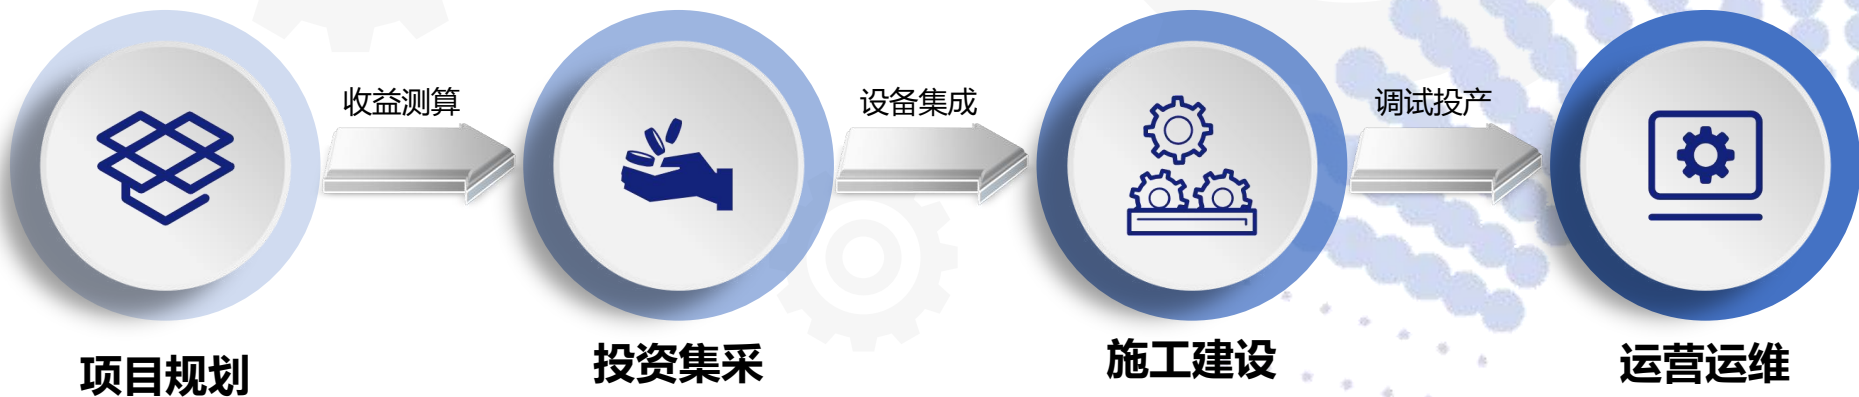 收益测算
设备集成
调试投产
项目规划
投资集采
施工建设
运营运维